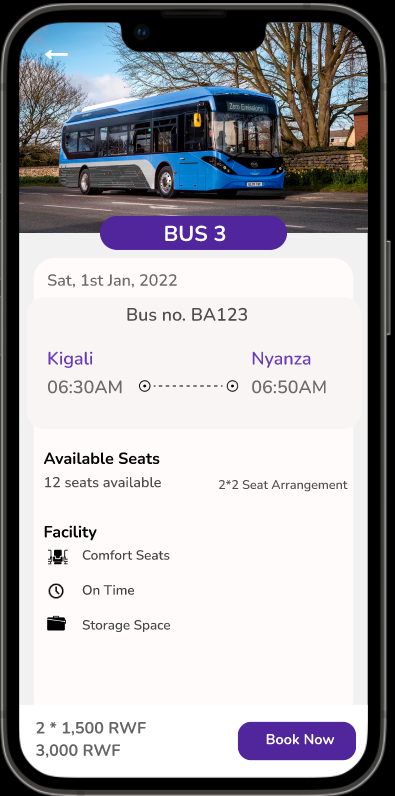 Zero Emissions
BUS 3
Sat, 1st Jan, 2022
Bus no. BA123
Kigali
Nyanza
06:30AM
06:50AM
Available Seats
12 seats available
2*2 Seat Arrangement
Facility
Comfort Seats
On Time
Storage Space
2 * 1,500 RWF
3,000 RWF
Book Now